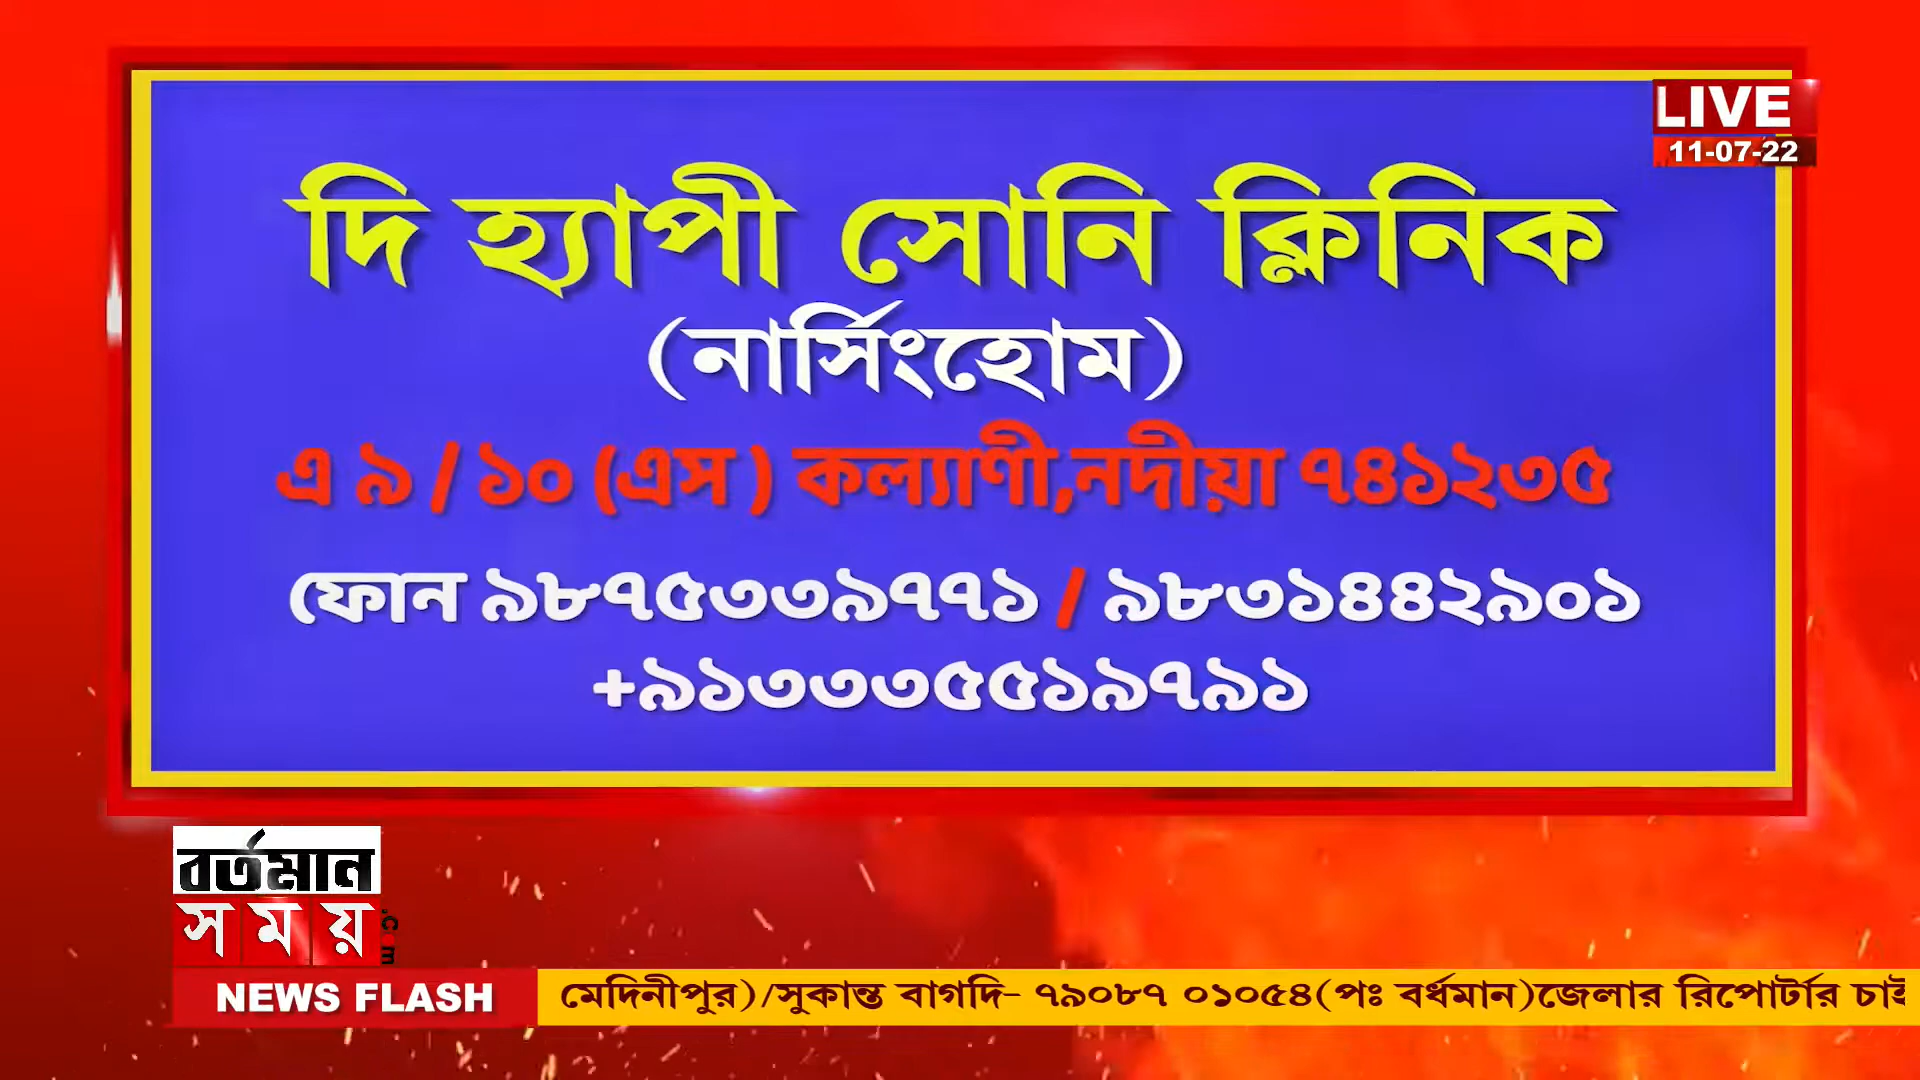 LIVE
11-07-22
দি হ্যাপী সোনি ক্লিনিক
(নার্সিংহোম)
এ ৯ / ১০ (এস ) কল্যাণী,নদীয়া ৭৪১২৩৫
ফোন ৯৮৭৫৩৩৯৭৭১ / ৯৮৩১৪৪২৯০১
+৯১৩৩৩৫৫১৯৭৯১
বর্তমান
সময়
.com
NEWS FLASH
মেদিনীপুর)/সুকান্ত বাগদি- ৭৯০৮৭ ০১০৫৪(পঃ বর্ধমান)জেলার রিপোর্টার চাই